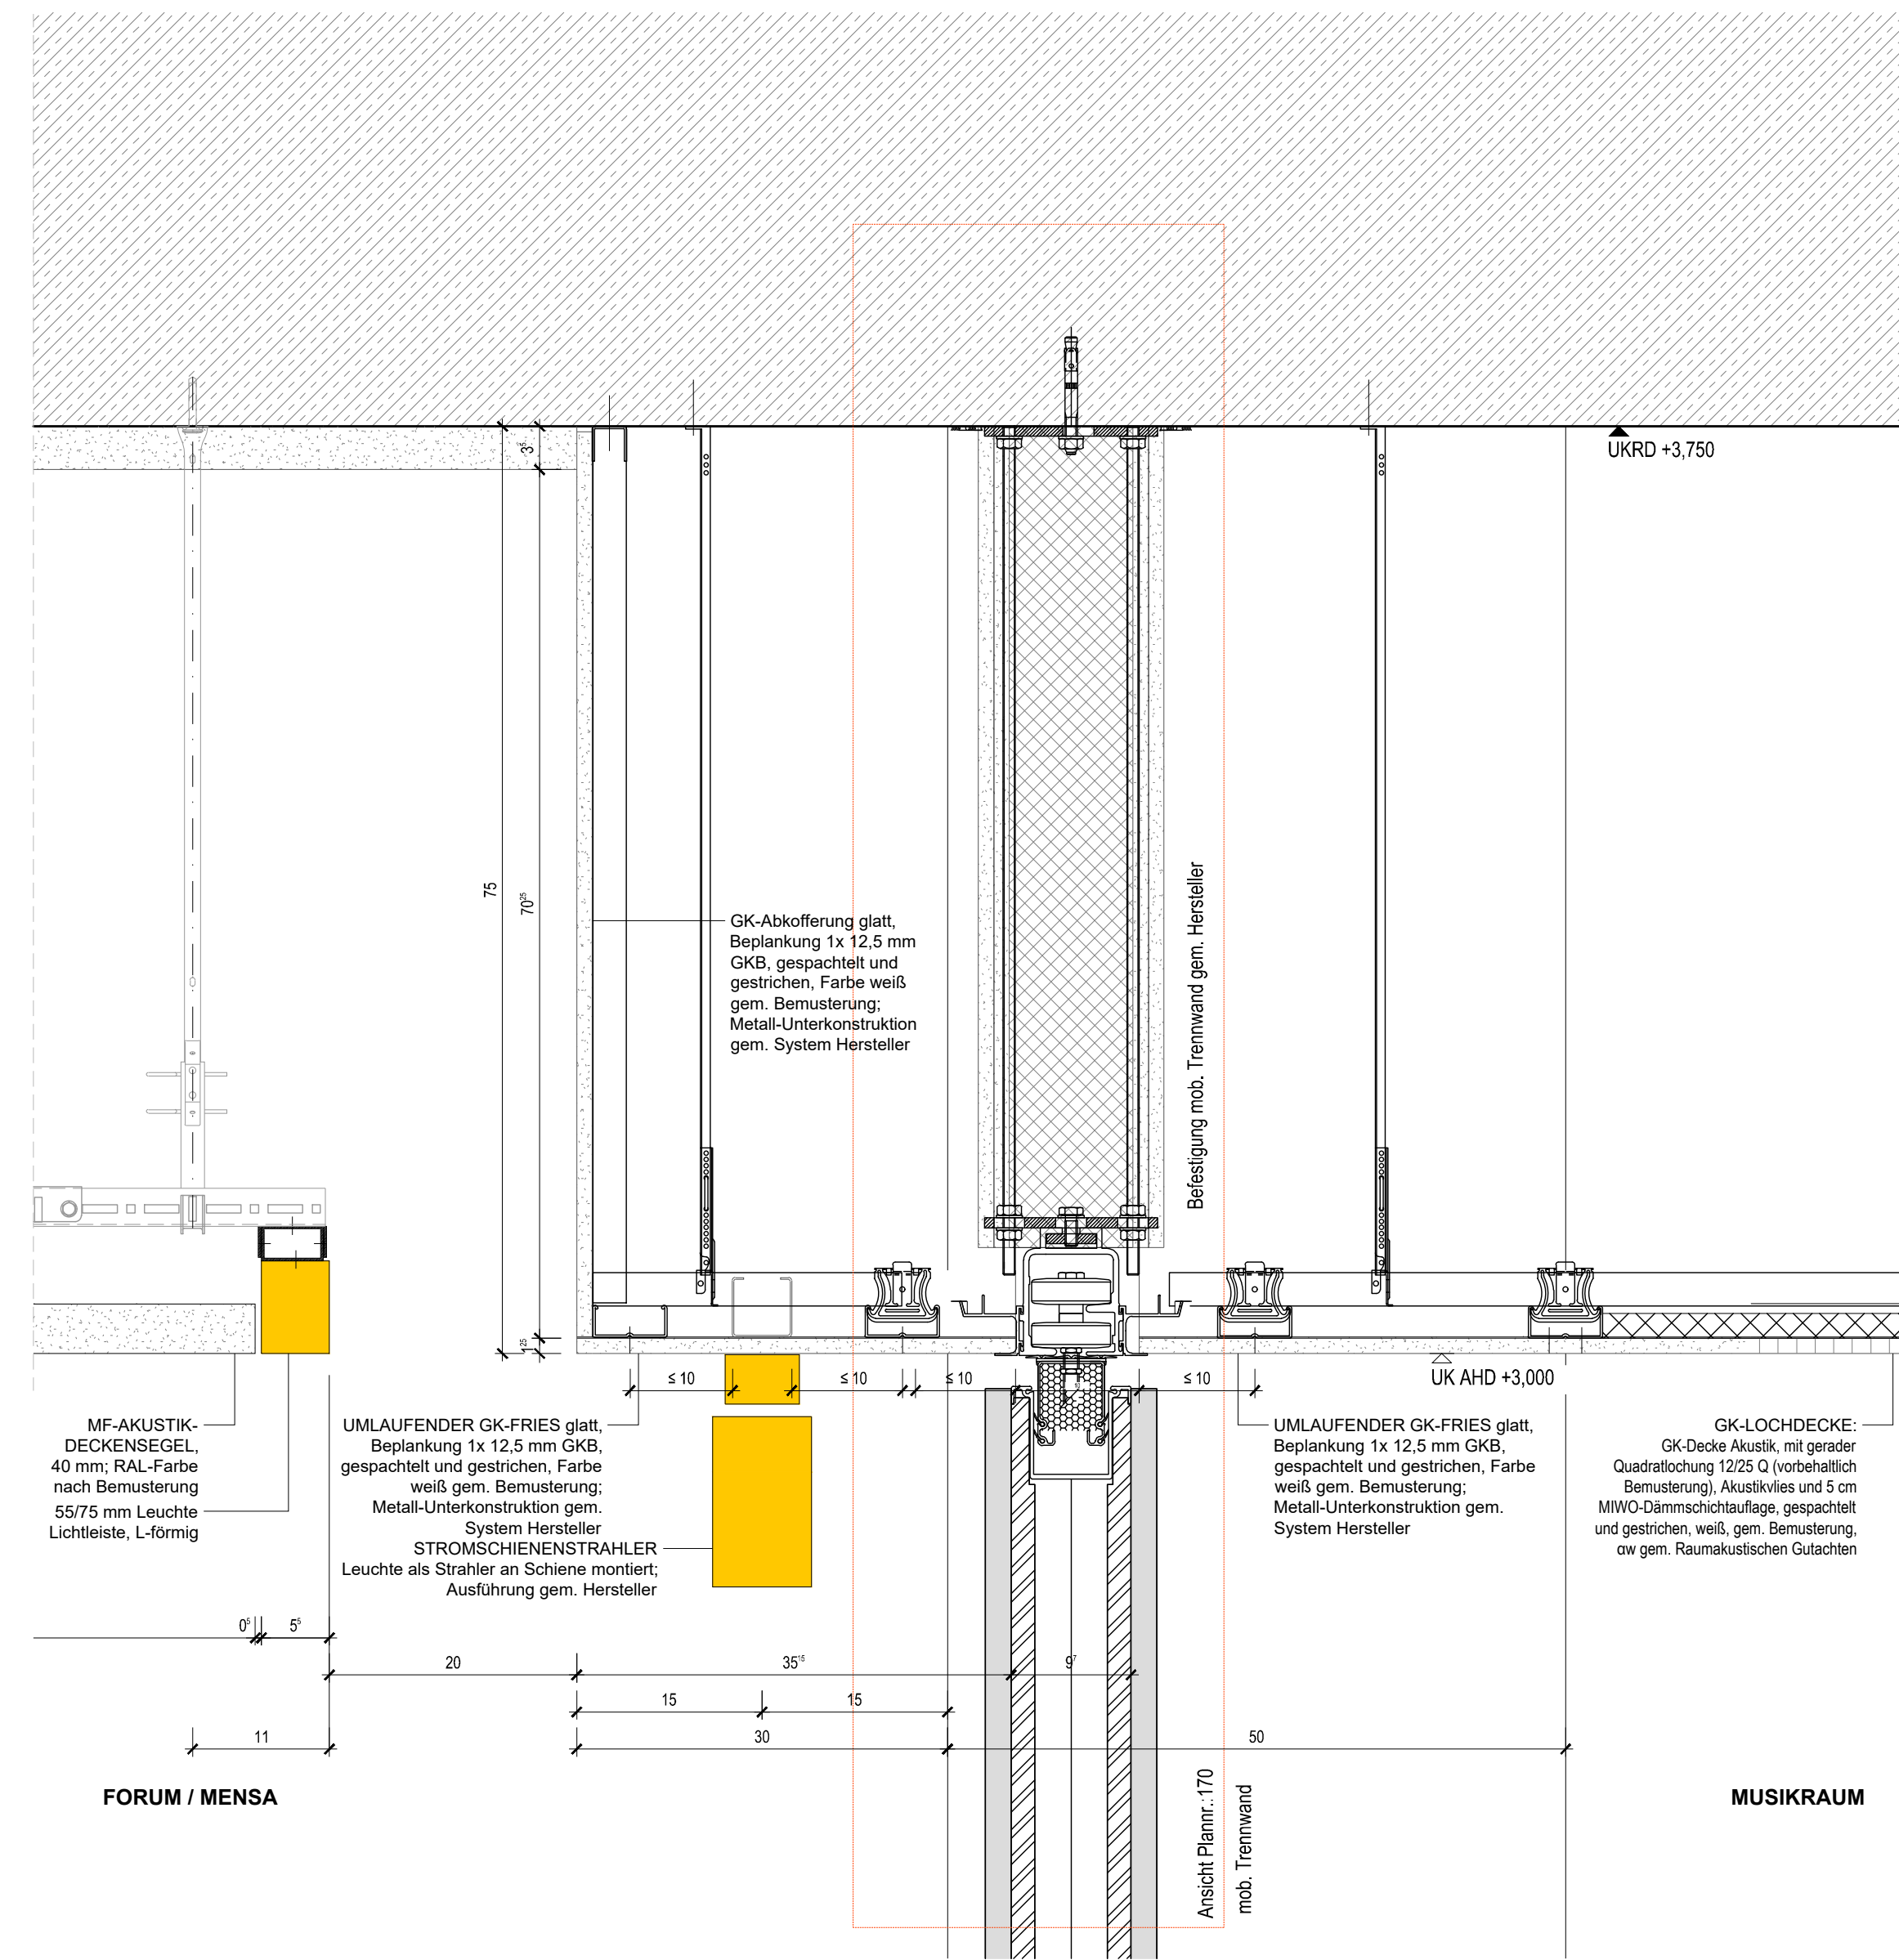 UKRD +3,750
3⁵
75
70²⁵
1²⁵
GK-Abkofferung glatt,
Beplankung 1x 12,5 mm
GKB, gespachtelt und
gestrichen, Farbe weiß
gem. Bemusterung;
Metall-Unterkonstruktion
gem. System Hersteller
Befestigung mob. Trennwand gem. Hersteller
≤ 10
≤ 10
≤ 10
≤ 10
UK AHD +3,000
MF-AKUSTIK-
DECKENSEGEL,
40 mm; RAL-Farbe
nach Bemusterung
55/75 mm Leuchte
Lichtleiste, L-förmig
UMLAUFENDER GK-FRIES glatt,
Beplankung 1x 12,5 mm GKB,
gespachtelt und gestrichen, Farbe
weiß gem. Bemusterung;
Metall-Unterkonstruktion gem.
System Hersteller
STROMSCHIENENSTRAHLER
Leuchte als Strahler an Schiene montiert;
Ausführung gem. Hersteller
UMLAUFENDER GK-FRIES glatt,
Beplankung 1x 12,5 mm GKB,
gespachtelt und gestrichen, Farbe
weiß gem. Bemusterung;
Metall-Unterkonstruktion gem.
System Hersteller
GK-LOCHDECKE:
GK-Decke Akustik, mit gerader
Quadratlochung 12/25 Q (vorbehaltlich
Bemusterung), Akustikvlies und 5 cm
MIWO-Dämmschichtauflage, gespachtelt
und gestrichen, weiß, gem. Bemusterung,
αw gem. Raumakustischen Gutachten
0⁵ 5⁵
20 35¹⁵ 9⁷
15 15
11 30 50
FORUM / MENSA
Ansicht Plannr.:170
mob. Trennwand
MUSIKRAUM